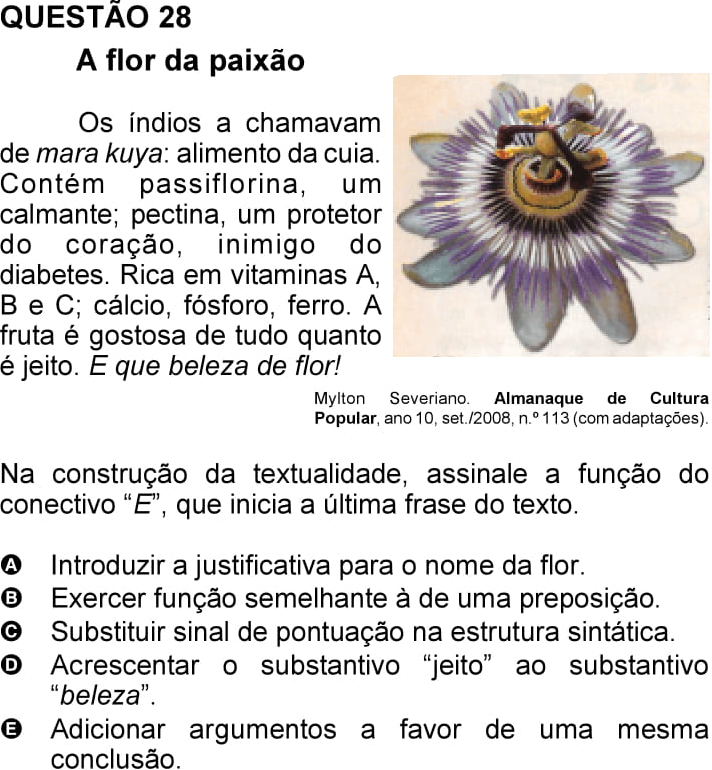 QUESTÃO 28
A flor da paixão
Os índios a chamavam
de mara kuya: alimento da cuia.
Contém passiflorina, um
calmante; pectina, um protetor
do coração, inimigo do
diabetes. Rica em vitaminas A,
B e C; cálcio, fósforo, ferro. A
fruta é gostosa de tudo quanto
é jeito. E que beleza de flor!
Mylton Severiano. Almanaque de Cultura
Popular, ano 10, set./2008, n.º 113 (com adaptações).
Na construção da textualidade, assinale a função do
conectivo “E”, que inicia a última frase do texto.
A Introduzir a justificativa para o nome da flor.
B Exercer função semelhante à de uma preposição.
C Substituir sinal de pontuação na estrutura sintática.
D Acrescentar o substantivo “jeito” ao substantivo
“beleza”.
E Adicionar argumentos a favor de uma mesma
conclusão.